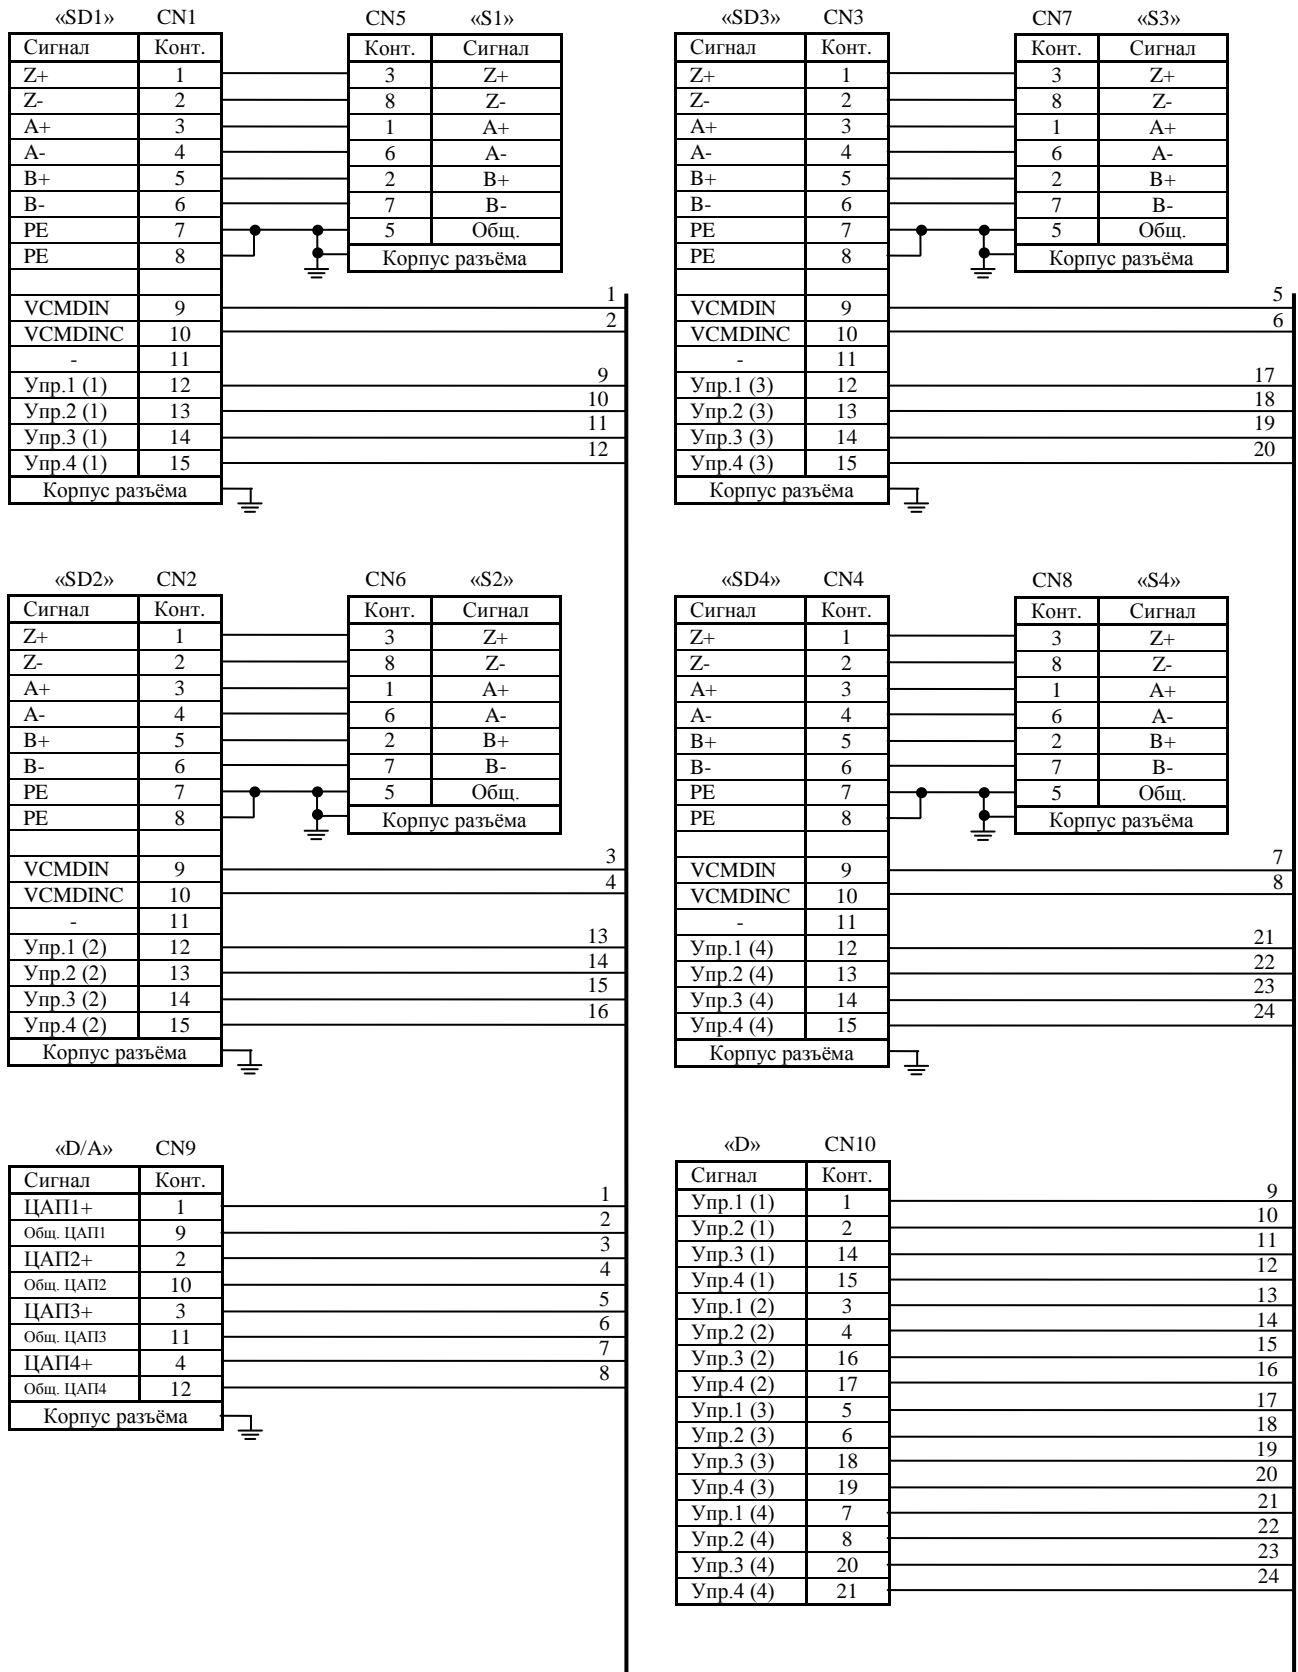 «SD1» CN1
Сигнал Конт.
Z+ 1
Z- 2
A+ 3
A- 4
B+ 5
B- 6
PE 7
PE 8
VCMDIN 9
VCMDINC 10
- 11
Упр.1 (1) 12
Упр.2 (1) 13
Упр.3 (1) 14
Упр.4 (1) 15
Корпус разъёма
CN5 «S1»
Конт. Сигнал
3 Z+
8 Z-
1 A+
6 A-
2 B+
7 B-
5 Общ.
Корпус разъёма
1
2
9
10
11
12
«SD3» CN3
Сигнал Конт.
Z+ 1
Z- 2
A+ 3
A- 4
B+ 5
B- 6
PE 7
PE 8
VCMDIN 9
VCMDINC 10
- 11
Упр.1 (3) 12
Упр.2 (3) 13
Упр.3 (3) 14
Упр.4 (3) 15
Корпус разъёма
CN7 «S3»
Конт. Сигнал
3 Z+
8 Z-
1 A+
6 A-
2 B+
7 B-
5 Общ.
Корпус разъёма
5
6
17
18
19
20
«SD2» CN2
Сигнал Конт.
Z+ 1
Z- 2
A+ 3
A- 4
B+ 5
B- 6
PE 7
PE 8
VCMDIN 9
VCMDINC 10
- 11
Упр.1 (2) 12
Упр.2 (2) 13
Упр.3 (2) 14
Упр.4 (2) 15
Корпус разъёма
CN6 «S2»
Конт. Сигнал
3 Z+
8 Z-
1 A+
6 A-
2 B+
7 B-
5 Общ.
Корпус разъёма
3
4
13
14
15
16
«SD4» CN4
Сигнал Конт.
Z+ 1
Z- 2
A+ 3
A- 4
B+ 5
B- 6
PE 7
PE 8
VCMDIN 9
VCMDINC 10
- 11
Упр.1 (4) 12
Упр.2 (4) 13
Упр.3 (4) 14
Упр.4 (4) 15
Корпус разъёма
CN8 «S4»
Конт. Сигнал
3 Z+
8 Z-
1 A+
6 A-
2 B+
7 B-
5 Общ.
Корпус разъёма
7
8
21
22
23
24
«D/A» CN9
Сигнал Конт.
ЦАП1+ 1 1
Общ. ЦАП1 9 2
ЦАП2+ 2 3
Общ. ЦАП2 10 4
ЦАП3+ 3 5
Общ. ЦАП3 11 6
ЦАП4+ 4 7
Общ. ЦАП4 12 8
Корпус разъёма
«D» CN10
Сигнал Конт.
Упр.1 (1) 1 9
Упр.2 (1) 2 10
Упр.3 (1) 14 11
Упр.4 (1) 15 12
Упр.1 (2) 3 13
Упр.2 (2) 4 14
Упр.3 (2) 16 15
Упр.4 (2) 17 16
Упр.1 (3) 5 17
Упр.2 (3) 6 18
Упр.3 (3) 18 19
Упр.4 (3) 19 20
Упр.1 (4) 7 21
Упр.2 (4) 8 22
Упр.3 (4) 20 23
Упр.4 (4) 21 24